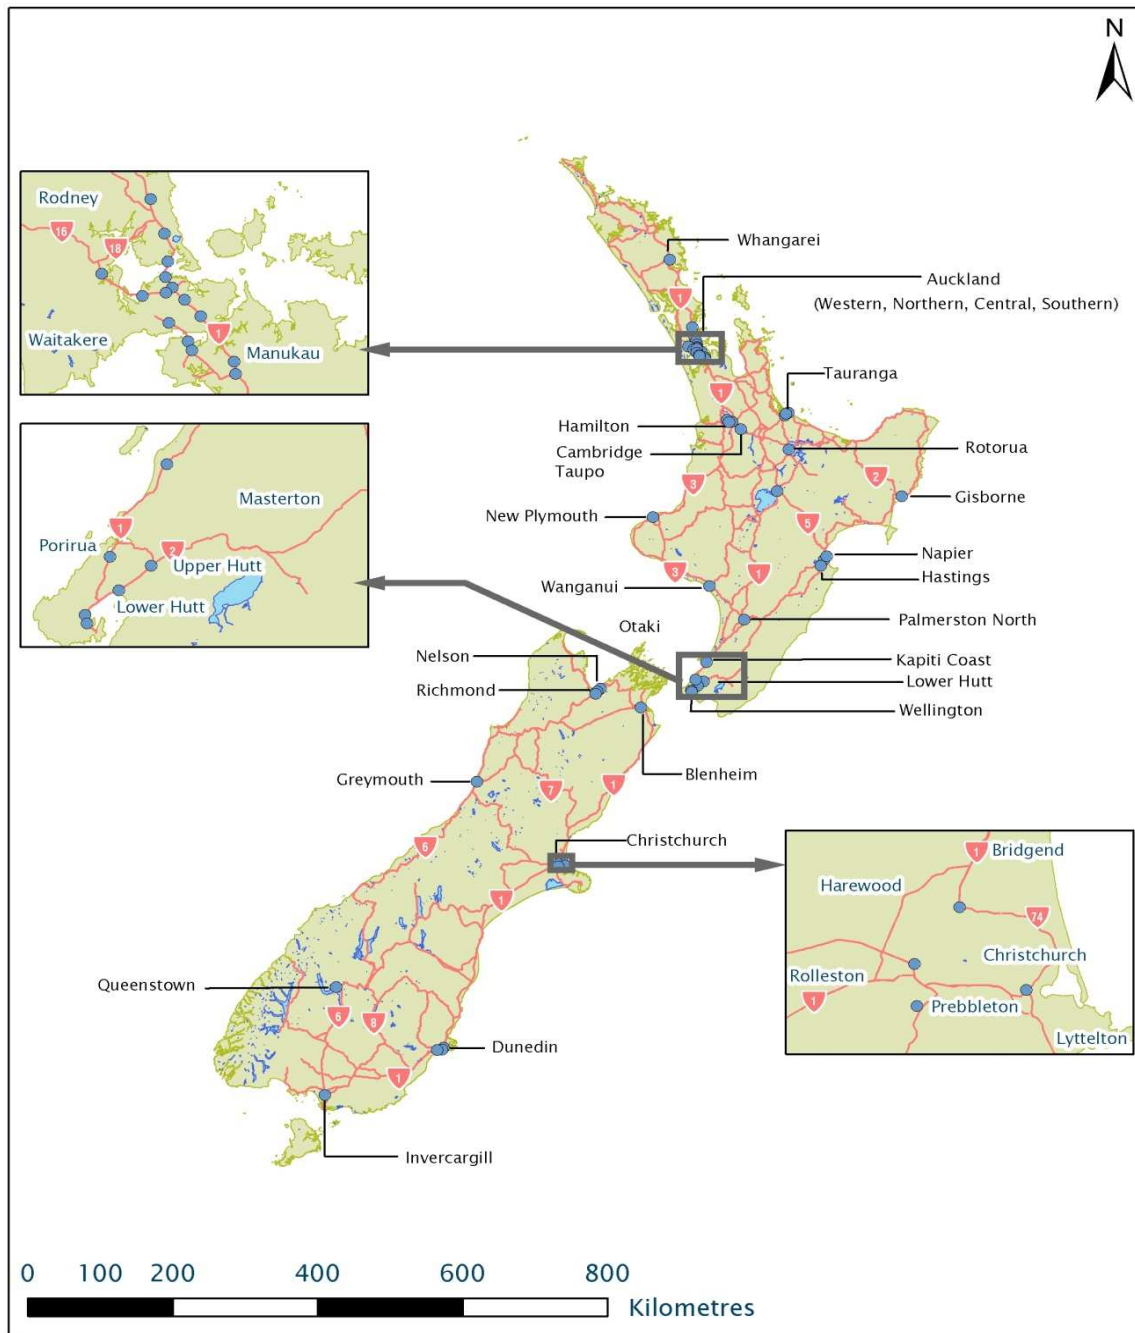 N
Rodney
16
18
1
Waitakere
Manukau
Whangarei
Auckland
(Western, Northern, Central, Southern)
1
Tauranga
1
Hamilton
Cambridge
Taupo
Rotorua
3
2
Gisborne
New Plymouth
5
Napier
Hastings
3
1
Wanganui
Palmerston North
Masterton
1
Porirua
2
Upper Hutt
Lower Hutt
Otaki
Kapiti Coast
Lower Hutt
Wellington
Nelson
Richmond
Blenheim
Greymouth
7
1
6
Christchurch
1
1
Bridgend
Harewood
74
Christchurch
Rolleston
1
Prebbleton
Lyttelton
Queenstown
6
8
Dunedin
1
Invercargill
0 100 200 400 600 800
Kilometres